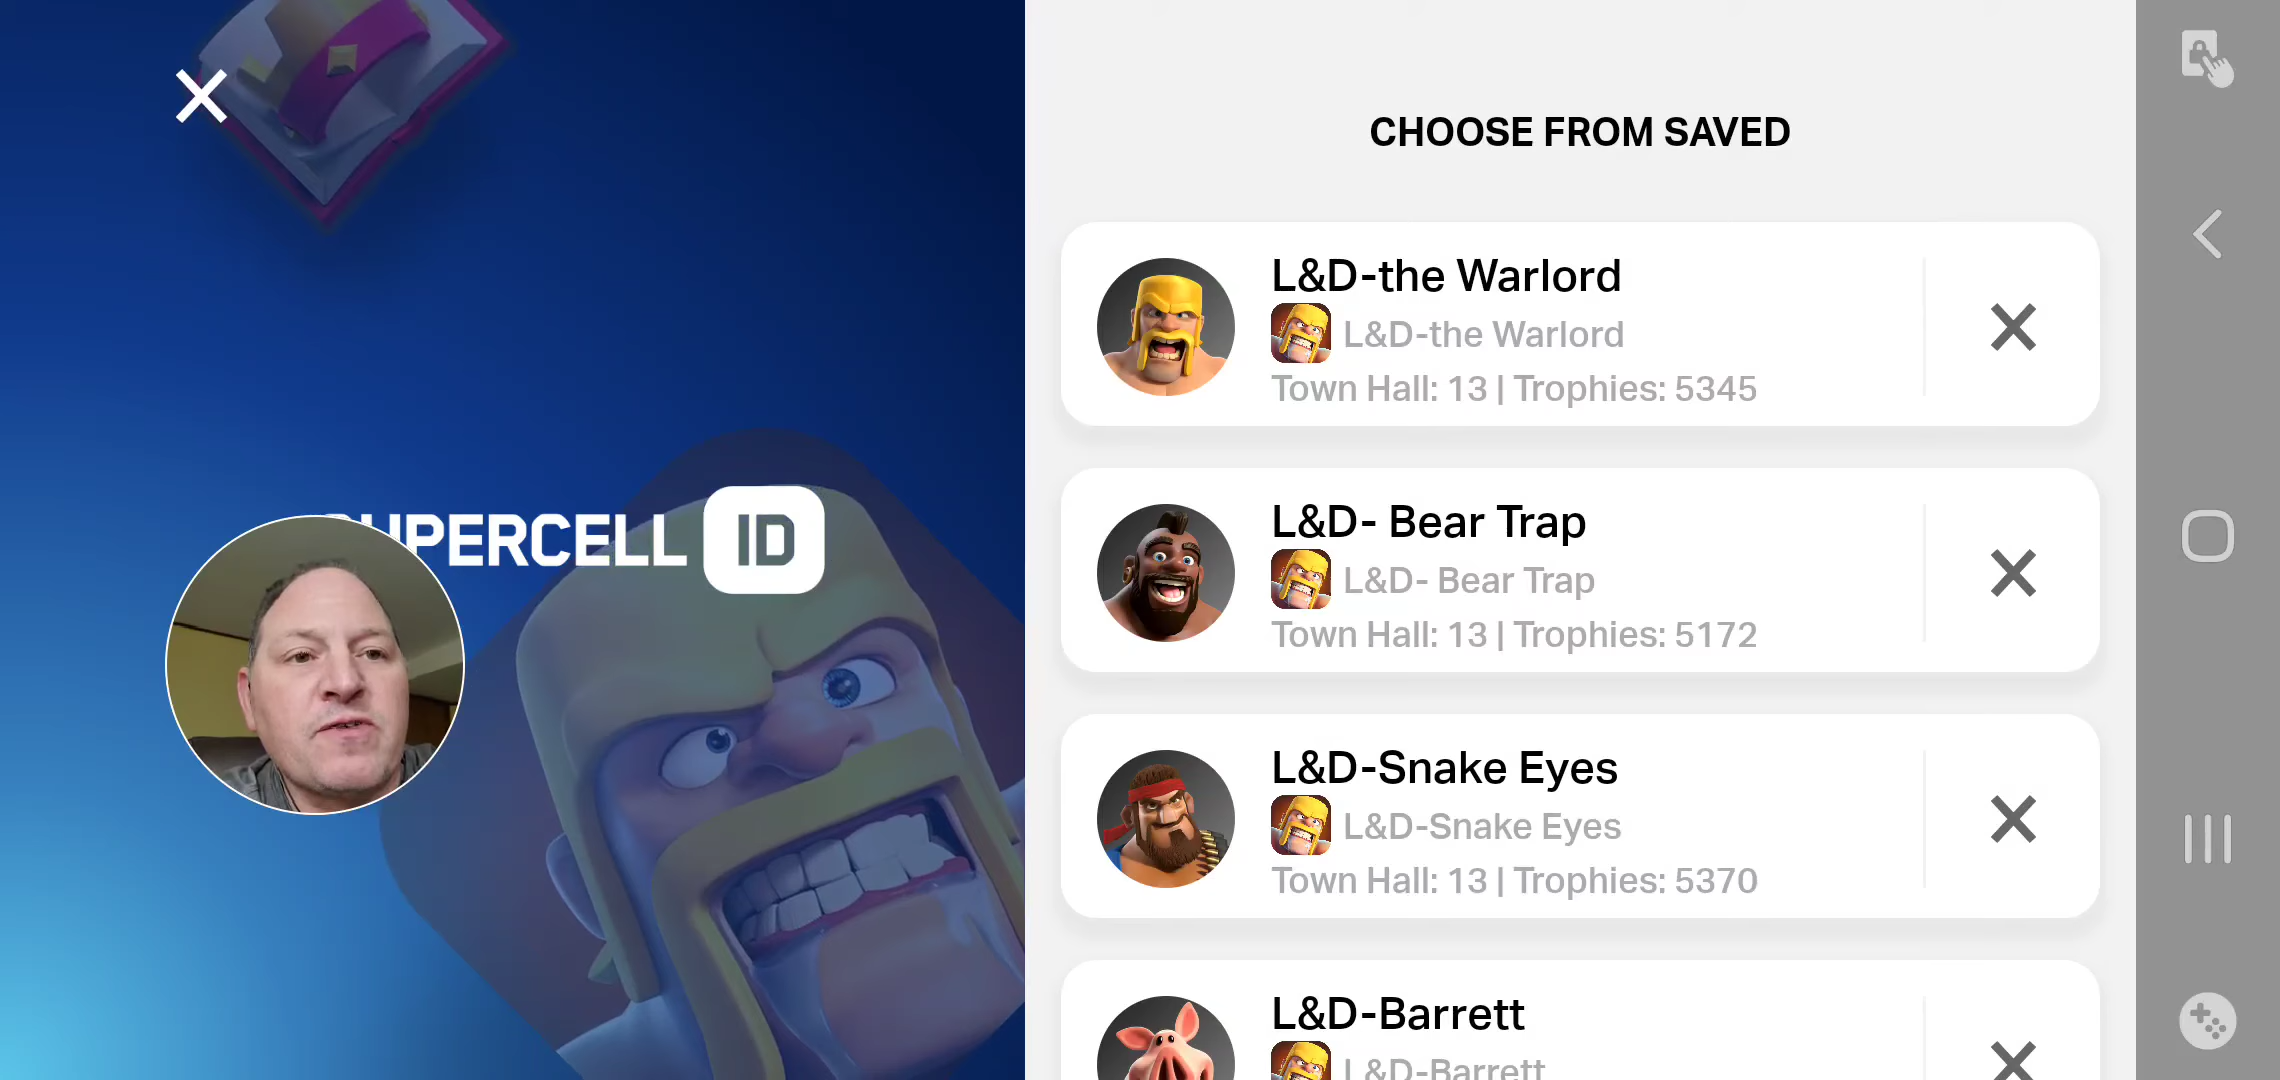 SUPERCELL ID
CHOOSE FROM SAVED
L&D-the Warlord
L&D-the Warlord
Town Hall: 13 | Trophies: 5345
L&D- Bear Trap
L&D- Bear Trap
Town Hall: 13 | Trophies: 5172
L&D-Snake Eyes
L&D-Snake Eyes
Town Hall: 13 | Trophies: 5370
L&D-Barrett
L&D-Barrett